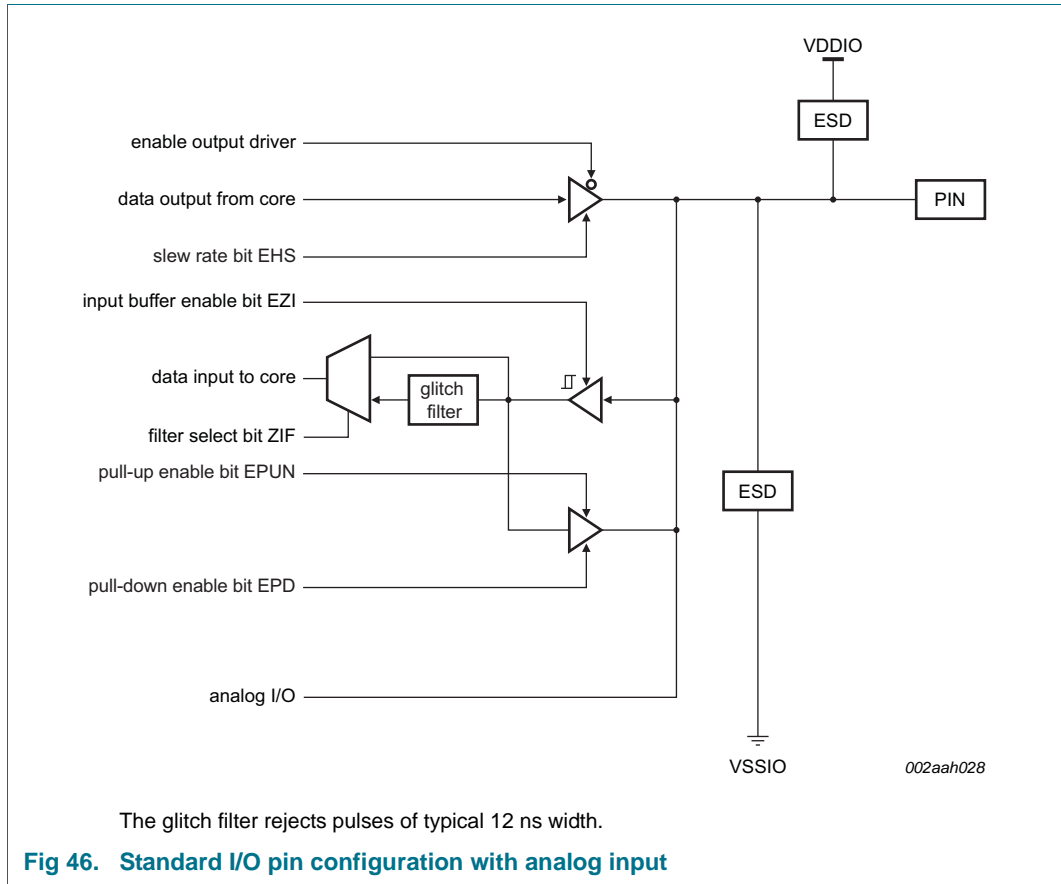 VDDIO
ESD
enable output driver
data output from core
PIN
slew rate bit EHS
input buffer enable bit EZI
data input to core
glitch
filter
filter select bit ZIF
pull-up enable bit EPUN
ESD
pull-down enable bit EPD
analog I/O
VSSIO
002aah028
The glitch filter rejects pulses of typical 12 ns width.
Fig 46. Standard I/O pin configuration with analog input